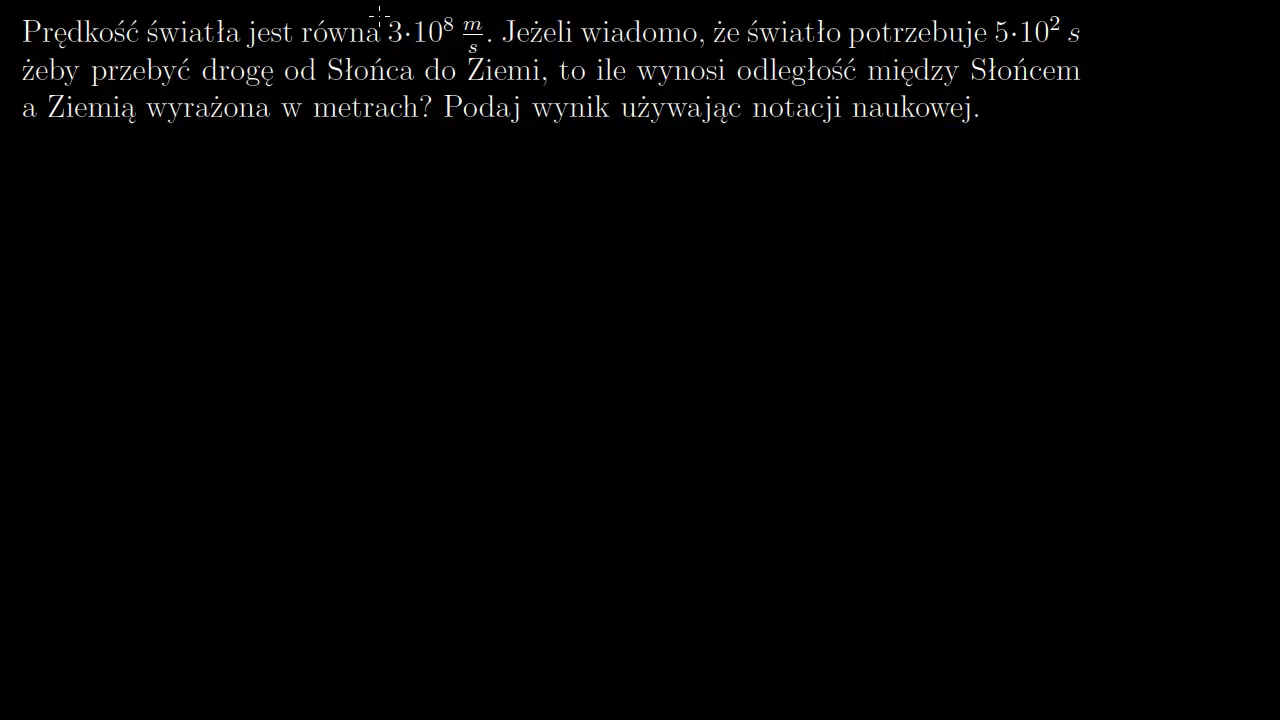 Prędkość światła jest równa 3·10⁸ m/s. Jeżeli wiadomo, że światło potrzebuje 5·10² s
żeby przebyć drogę od Słońca do Ziemi, to ile wynosi odległość między Słońcem
a Ziemią wyrażona w metrach? Podaj wynik używając notacji naukowej.